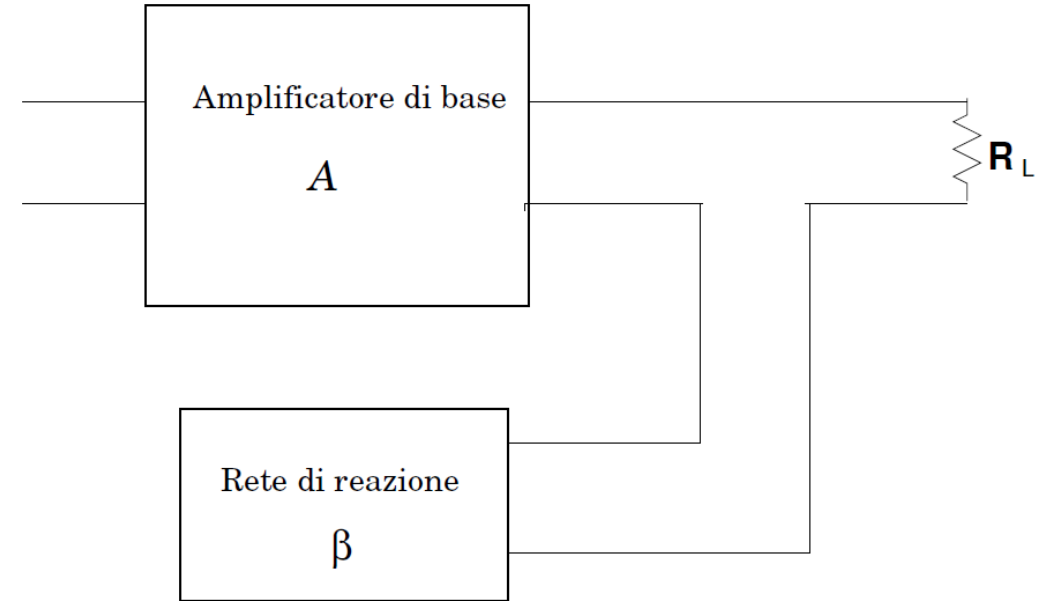 Amplificatore di base
A
R L
Rete di reazione
β